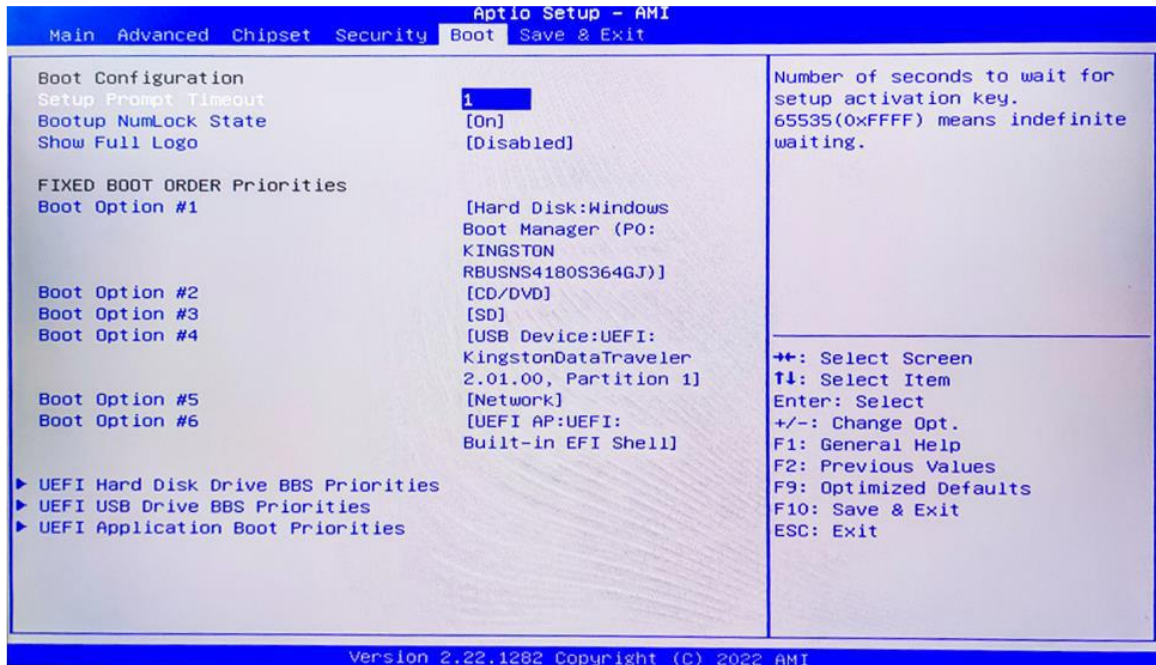 Aptio Setup – AMI
Main Advanced Chipset Security Boot Save & Exit
Boot Configuration
Setup Prompt Timeout 1
Bootup NumLock State [On]
Show Full Logo [Disabled]
FIXED BOOT ORDER Priorities
Boot Option #1 [Hard Disk:Windows
Boot Manager (P0:
KINGSTON
RBUSNS4180S364GJ)]
Boot Option #2 [CD/DVD]
Boot Option #3 [SD]
Boot Option #4 [USB Device:UEFI:
KingstonDataTraveler
2.01.00, Partition 1]
Boot Option #5 [Network]
Boot Option #6 [UEFI AP:UEFI:
Built-in EFI Shell]
UEFI Hard Disk Drive BBS Priorities
UEFI USB Drive BBS Priorities
UEFI Application Boot Priorities
Number of seconds to wait for
setup activation key.
65535(0xFFFF) means indefinite
waiting.
→←: Select Screen
↑↓: Select Item
Enter: Select
+/-: Change Opt.
F1: General Help
F2: Previous Values
F9: Optimized Defaults
F10: Save & Exit
ESC: Exit
Version 2.22.1282 Copyright (C) 2022 AMI